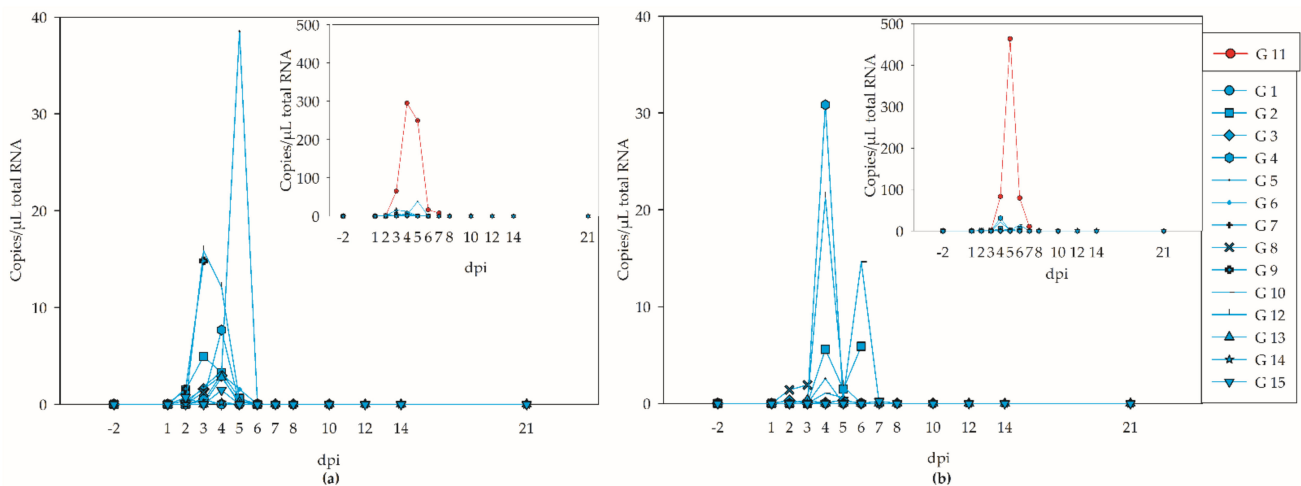 40
30
20
10
0
Copies/μL total RNA
-2 1 2 3 4 5 6 7 8 10 12 14 21
dpi
(a)
500
400
300
200
100
0
Copies/μL total RNA
-2 1 2 3 4 5 6 7 8 10 12 14 21
dpi
40
30
20
10
0
Copies/μL total RNA
-2 1 2 3 4 5 6 7 8 10 12 14 21
dpi
(b)
500
400
300
200
100
0
Copies/μL total RNA
-2 1 2 3 4 5 6 7 8 10 12 14 21
dpi
G 11
G 1
G 2
G 3
G 4
G 5
G 6
G 7
G 8
G 9
G 10
G 12
G 13
G 14
G 15